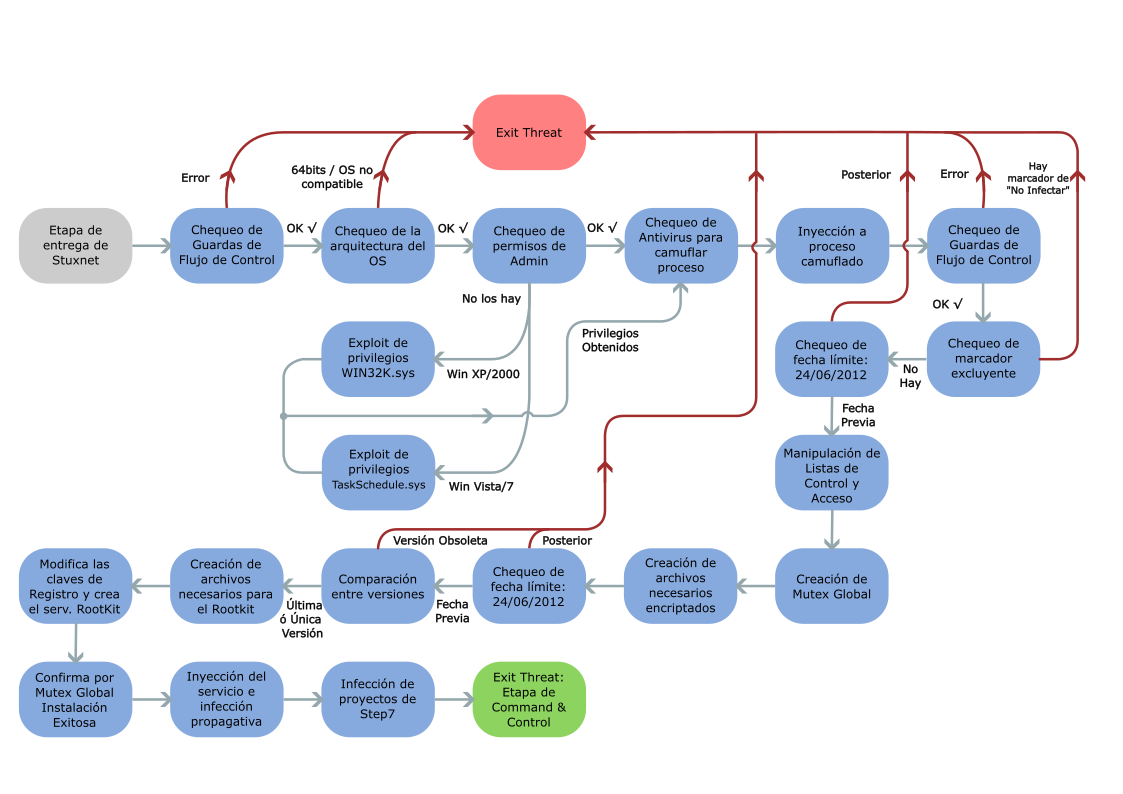 Exit Threat
Error
64bits / OS no
compatible
Posterior
Error
Hay
marcador de
"No Infectar"
Etapa de
entrega de
Stuxnet
Chequeo de
Guardas de
Flujo de Control
OK √
Chequeo de la
arquitectura del
OS
OK √
Chequeo de
permisos de
Admin
OK √
Chequeo de
Antivirus para
camuflar
proceso
Inyección a
proceso
camuflado
Chequeo de
Guardas de
Flujo de Control
No los hay
OK √
Exploit de
privilegios
WIN32K.sys
Win XP/2000
Privilegios
Obtenidos
Chequeo de
fecha límite:
24/06/2012
No
Hay
Chequeo de
marcador
excluyente
Fecha
Previa
Exploit de
privilegios
TaskSchedule.sys
Win Vista/7
Manipulación de
Listas de
Control y
Acceso
Versión Obsoleta
Posterior
Modifica las
claves de
Registro y crea
el serv. RootKit
Creación de
archivos
necesarios para
el Rootkit
Última
ó Única
Versión
Comparación
entre versiones
Fecha
Previa
Chequeo de
fecha límite:
24/06/2012
Creación de
archivos
necesarios
encriptados
Creación de
Mutex Global
Confirma por
Mutex Global
Instalación
Exitosa
Inyección del
servicio e
infección
propagativa
Infección de
proyectos de
Step7
Exit Threat:
Etapa de
Command &
Control